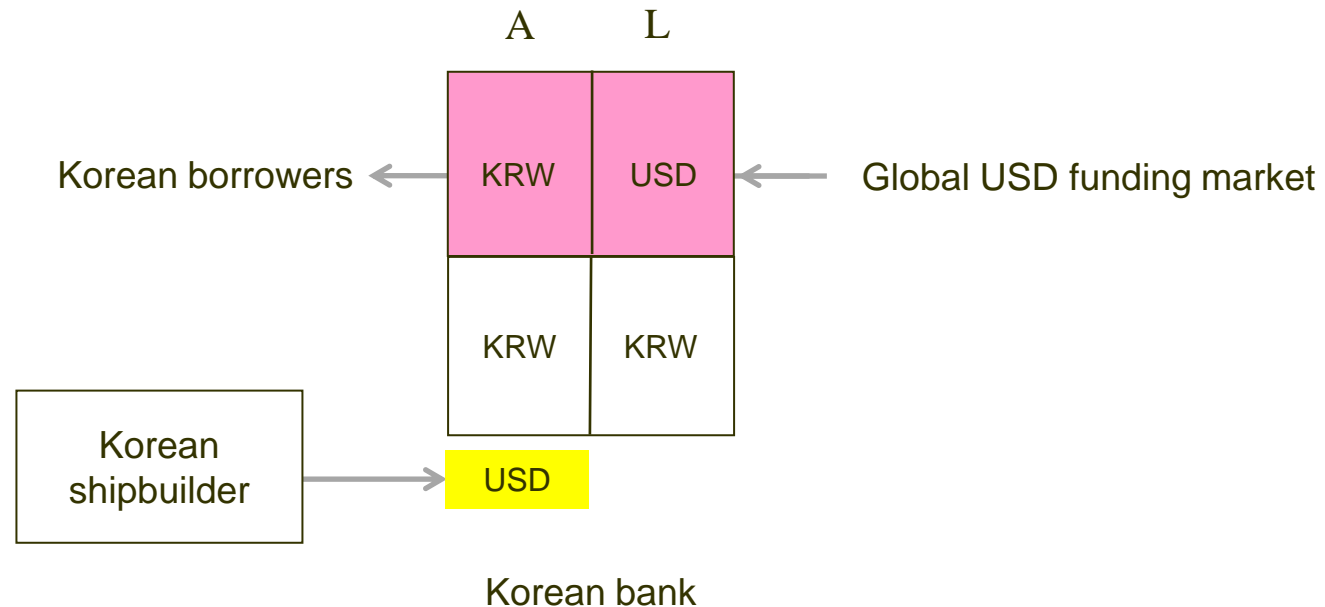 A L
Korean borrowers KRW USD Global USD funding market
KRW KRW
Korean
shipbuilder
USD
Korean bank